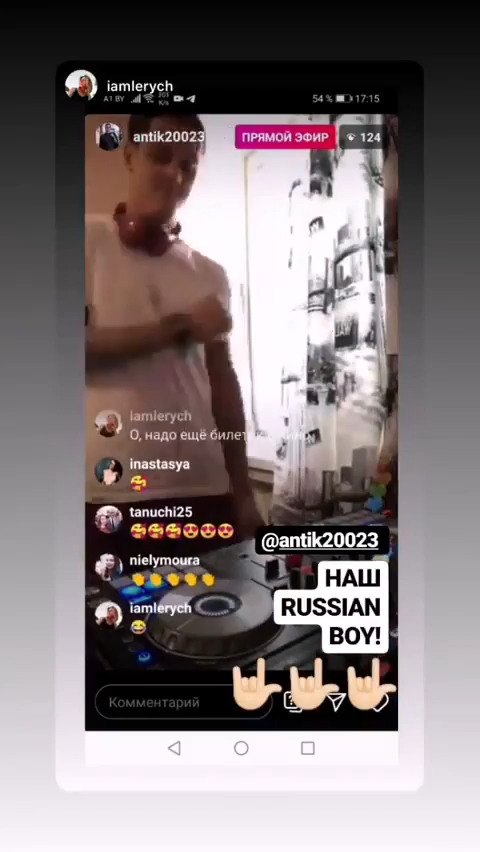 iamlerych
A1 BY
203
K/s
54 %
17:15
antik20023
ПРЯМОЙ ЭФИР
124
iamlerych
О, надо ещё
inastasya
🥰
tanuchi25
🥰🥰🥰😍😍😍
nielymoura
👏👏👏👏👏
iamlerych
😂
@antik20023
НАШ
RUSSIAN
BOY!
🤟🏻🤟🏻🤟🏻
Комментарий